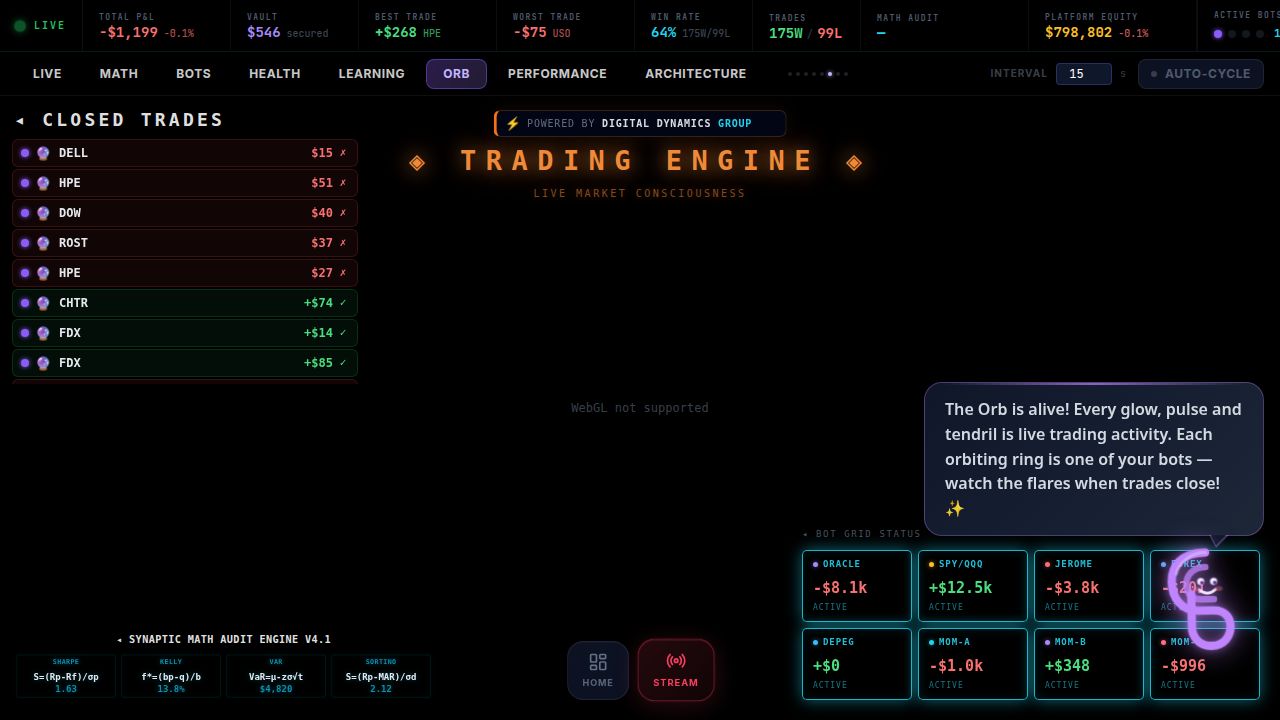 LIVE
TOTAL P&L
-$1,199 -0.1%
VAULT
$546 secured
BEST TRADE
+$268 HPE
WORST TRADE
-$75 USD
WIN RATE
64% 175W/99L
TRADES
175W / 99L
MATH AUDIT
—
PLATFORM EQUITY
$798,802 -0.1%
ACTIVE BOTS
LIVE MATH BOTS HEALTH LEARNING ORB PERFORMANCE ARCHITECTURE
INTERVAL 15 s AUTO-CYCLE
◂ CLOSED TRADES
DELL $15 ✗
HPE $51 ✗
DOW $40 ✗
ROST $37 ✗
HPE $27 ✗
CHTR +$74 ✓
FDX +$14 ✓
FDX +$85 ✓
⚡ POWERED BY DIGITAL DYNAMICS GROUP
◈ TRADING ENGINE ◈
LIVE MARKET CONSCIOUSNESS
WebGL not supported
The Orb is alive! Every glow, pulse and
tendril is live trading activity. Each
orbiting ring is one of your bots —
watch the flares when trades close!
✨
◂ BOT GRID STATUS
ORACLE
-$8.1k
ACTIVE
SPY/QQQ
+$12.5k
ACTIVE
JEROME
-$3.8k
ACTIVE
DEPEG
+$0
ACTIVE
MOM-A
-$1.0k
ACTIVE
MOM-B
+$348
ACTIVE
-$996
ACTIVE
◂ SYNAPTIC MATH AUDIT ENGINE V4.1
SHARPE
S=(Rp-Rf)/σp
1.63
KELLY
f*=(bp-q)/b
13.8%
VAR
VaR=μ-zσ√t
$4,820
SORTINO
S=(Rp-MAR)/σd
2.12
HOME
STREAM